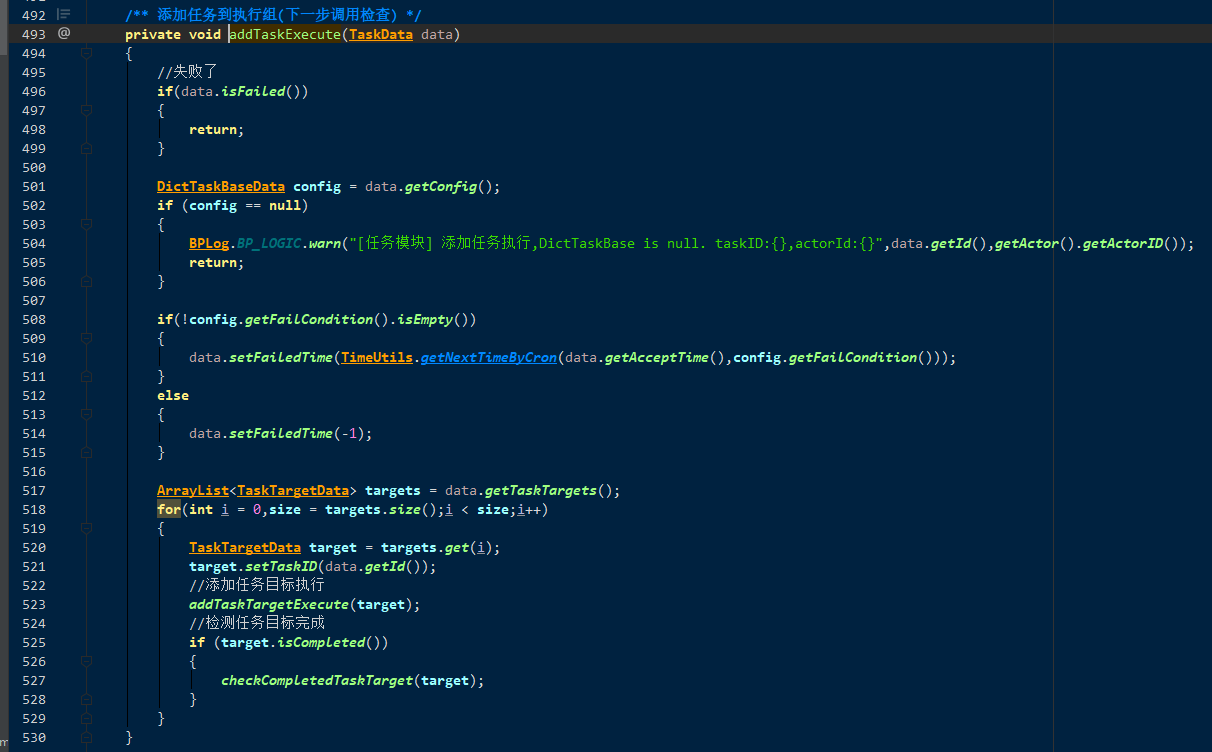 492 /** 添加任务到执行组(下一步调用检查) */
493 @ private void addTaskExecute(TaskData data)
494 {
495 //失败了
496 if(data.isFailed())
497 {
498 return;
499 }
500
501 DictTaskBaseData config = data.getConfig();
502 if (config == null)
503 {
504 BPLog.BP_LOGIC.warn("[任务模块] 添加任务执行,DictTaskBase is null. taskID:{},actorId:{}",data.getId(),getActor().getActorID());
505 return;
506 }
507
508 if(!config.getFailCondition().isEmpty())
509 {
510 data.setFailedTime(TimeUtils.getNextTimeByCron(data.getAcceptTime(),config.getFailCondition()));
511 }
512 else
513 {
514 data.setFailedTime(-1);
515 }
516
517 ArrayList<TaskTargetData> targets = data.getTaskTargets();
518 for(int i = 0,size = targets.size();i < size;i++)
519 {
520 TaskTargetData target = targets.get(i);
521 target.setTaskID(data.getId());
522 //添加任务目标执行
523 addTaskTargetExecute(target);
524 //检测任务目标完成
525 if (target.isCompleted())
526 {
527 checkCompletedTaskTarget(target);
528 }
529 }
530 }